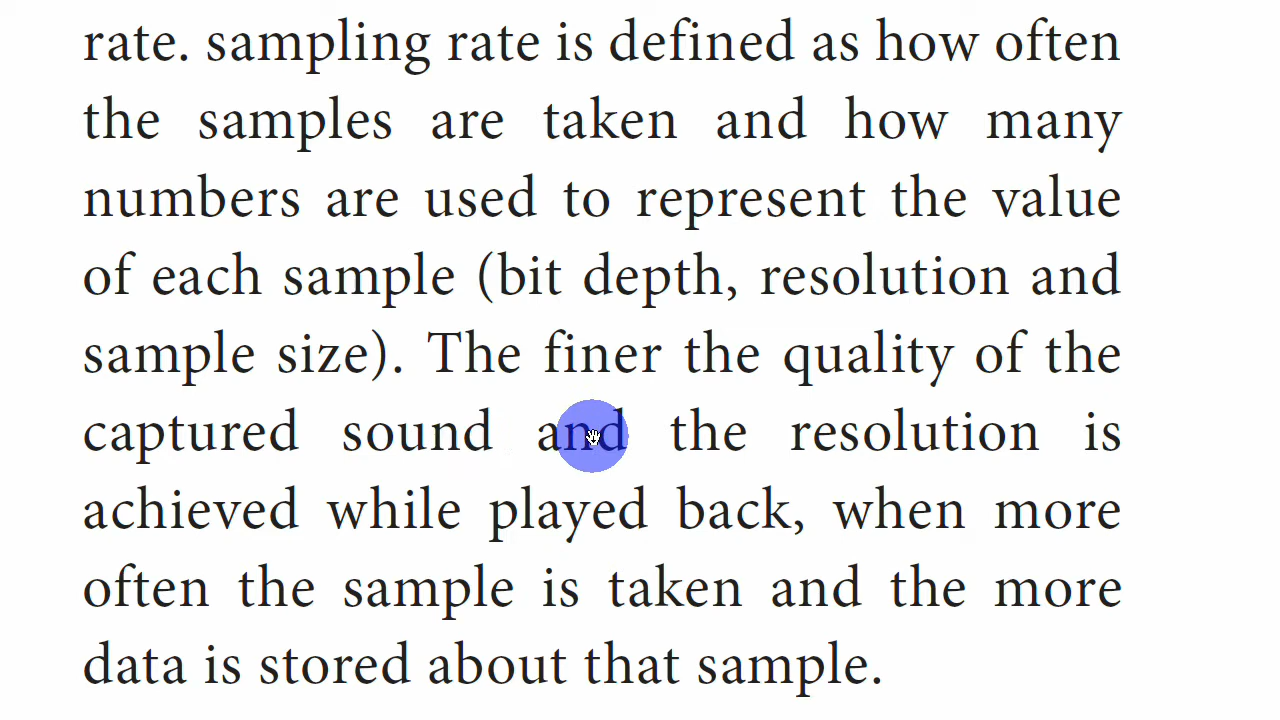 rate. sampling rate is defined as how often
the samples are taken and how many
numbers are used to represent the value
of each sample (bit depth, resolution and
sample size). The finer the quality of the
captured sound and the resolution is
achieved while played back, when more
often the sample is taken and the more
data is stored about that sample.